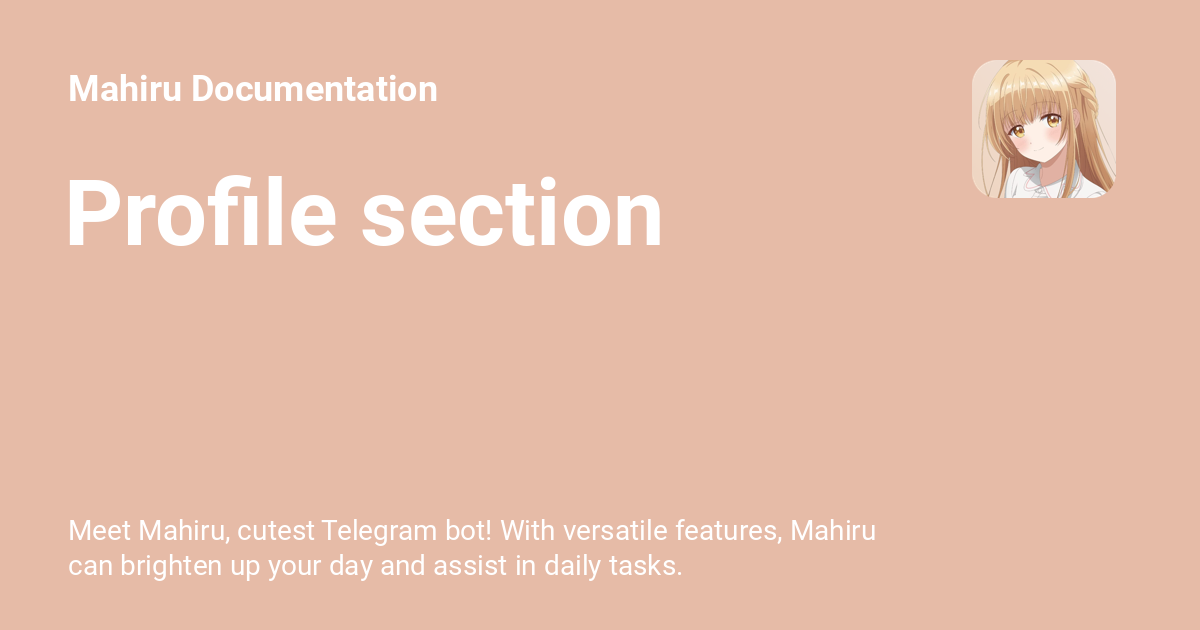 Mahiru Documentation
Profile section
Meet Mahiru, cutest Telegram bot! With versatile features, Mahiru
can brighten up your day and assist in daily tasks.